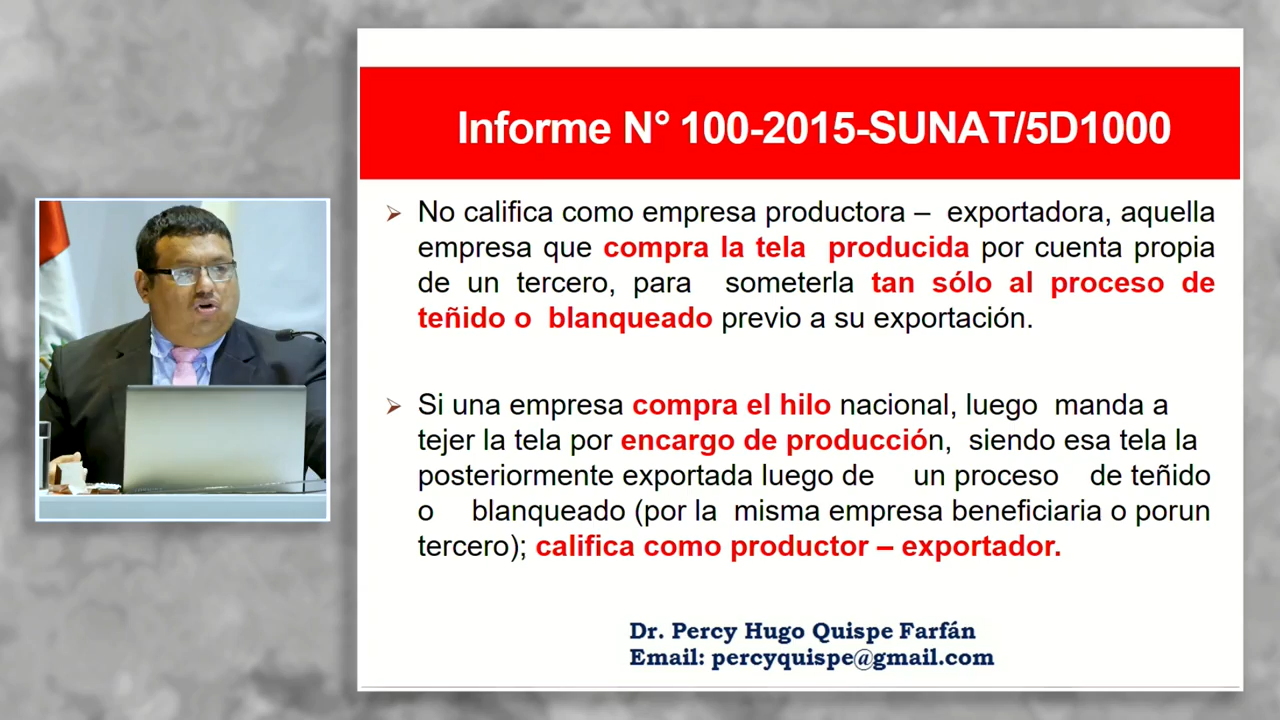 Informe N° 100-2015-SUNAT/5D1000
No califica como empresa productora – exportadora, aquella
empresa que compra la tela producida por cuenta propia
de un tercero, para someterla tan sólo al proceso de
teñido o blanqueado previo a su exportación.
Si una empresa compra el hilo nacional, luego manda a
tejer la tela por encargo de producción, siendo esa tela la
posteriormente exportada luego de un proceso de teñido
o blanqueado (por la misma empresa beneficiaria o porun
tercero); califica como productor – exportador.
Dr. Percy Hugo Quispe Farfán
Email: percyquispe@gmail.com